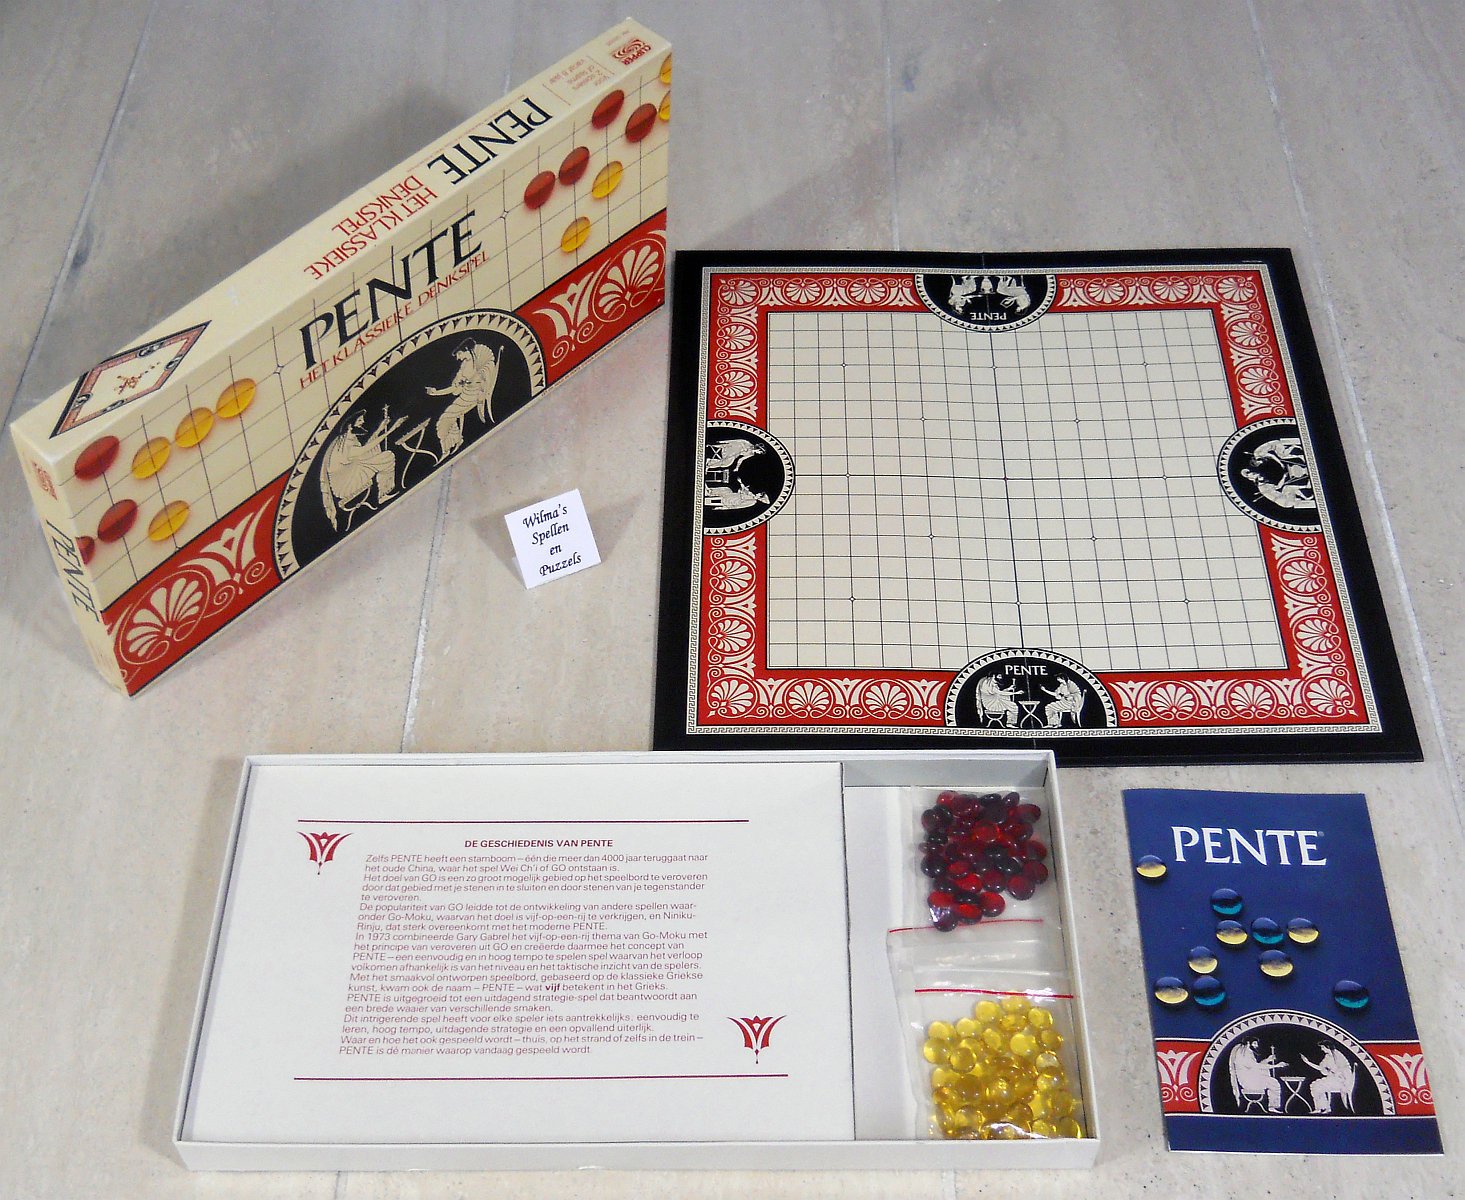 CLIPPER
voor
2 spelers
of teams
vanaf 8 jaar
PENTE
HET KLASSIEKE
DENKSPEL
PENTE
HET KLASSIEKE DENKSPEL
PENTE
Wilma's
Spellen
en
Puzzels
PENTE
PENTE
DE GESCHIEDENIS VAN PENTE
Zelfs PENTE heeft een stamboom – één die meer dan 4000 jaar teruggaat naar
het oude China, waar het spel Wei Ch'i of GO ontstaan is.
Het doel van GO is een zo groot mogelijk gebied op het speelbord te veroveren
door dat gebied met je stenen in te sluiten en door stenen van je tegenstander
te veroveren.
De populariteit van GO leidde tot de ontwikkeling van andere spellen waar-
onder Go-Moku, waarvan het doel is vijf-op-een-rij te verkrijgen, en Niniku-
Rinju, dat sterk overeenkomt met het moderne PENTE.
In 1973 combineerde Gary Gabrel het vijf-op-een-rij thema van Go-Moku met
het principe van veroveren uit GO en creëerde daarmee het concept van
PENTE – een eenvoudig en in hoog tempo te spelen spel waarvan het verloop
volkomen afhankelijk is van het niveau en het taktische inzicht van de spelers.
Met het smaakvol ontworpen speelbord, gebaseerd op de klassieke Griekse
kunst, kwam ook de naam – PENTE – wat vijf betekent in het Grieks.
PENTE is uitgegroeid tot een uitdagend strategie-spel dat beantwoordt aan
een brede waaier van verschillende smaken.
Dit intrigerende spel heeft voor elke speler iets aantrekkelijks: eenvoudig te
leren, hoog tempo, uitdagende strategie en een opvallend uiterlijk.
Waar en hoe het ook gespeeld wordt – thuis, op het strand of zelfs in de trein –
PENTE is dé manier waarop vandaag gespeeld wordt.
PENTE®